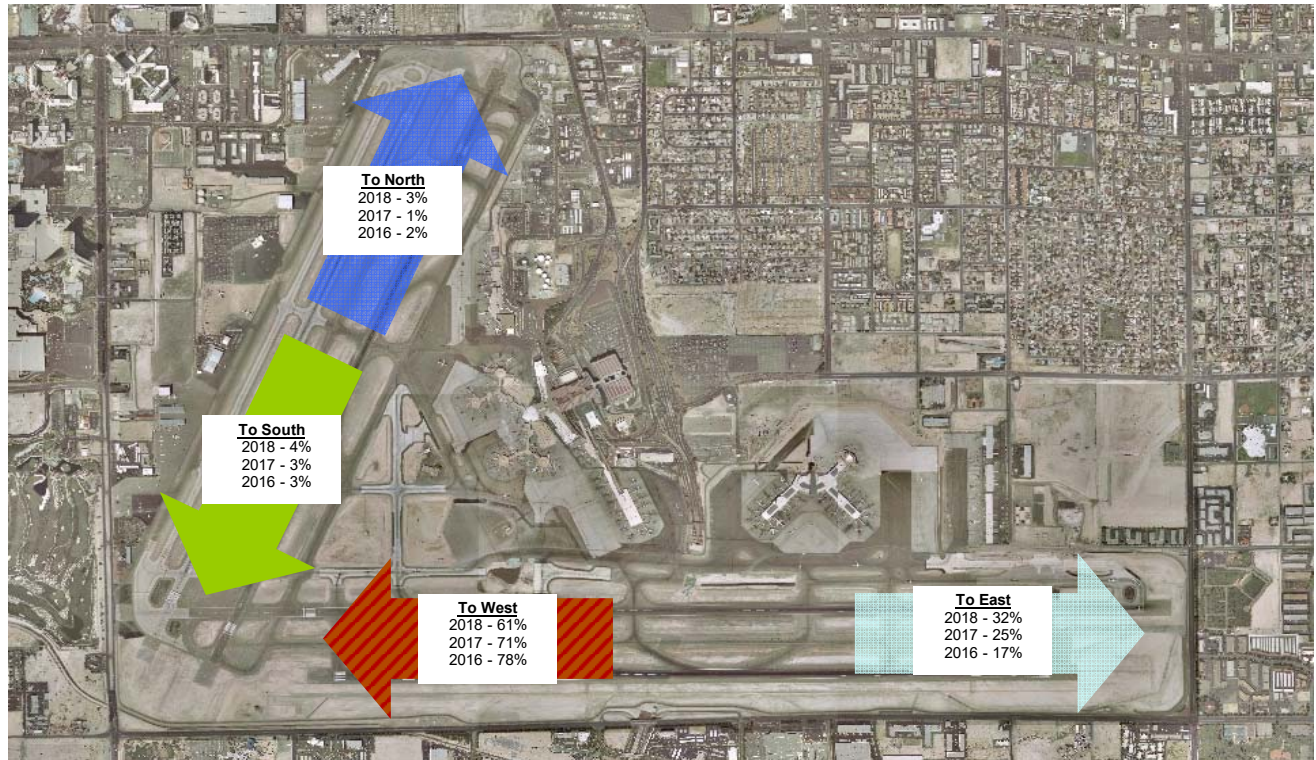 To North
2018 - 3%
2017 - 1%
2016 - 2%
To South
2018 - 4%
2017 - 3%
2016 - 3%
To West
2018 - 61%
2017 - 71%
2016 - 78%
To East
2018 - 32%
2017 - 25%
2016 - 17%